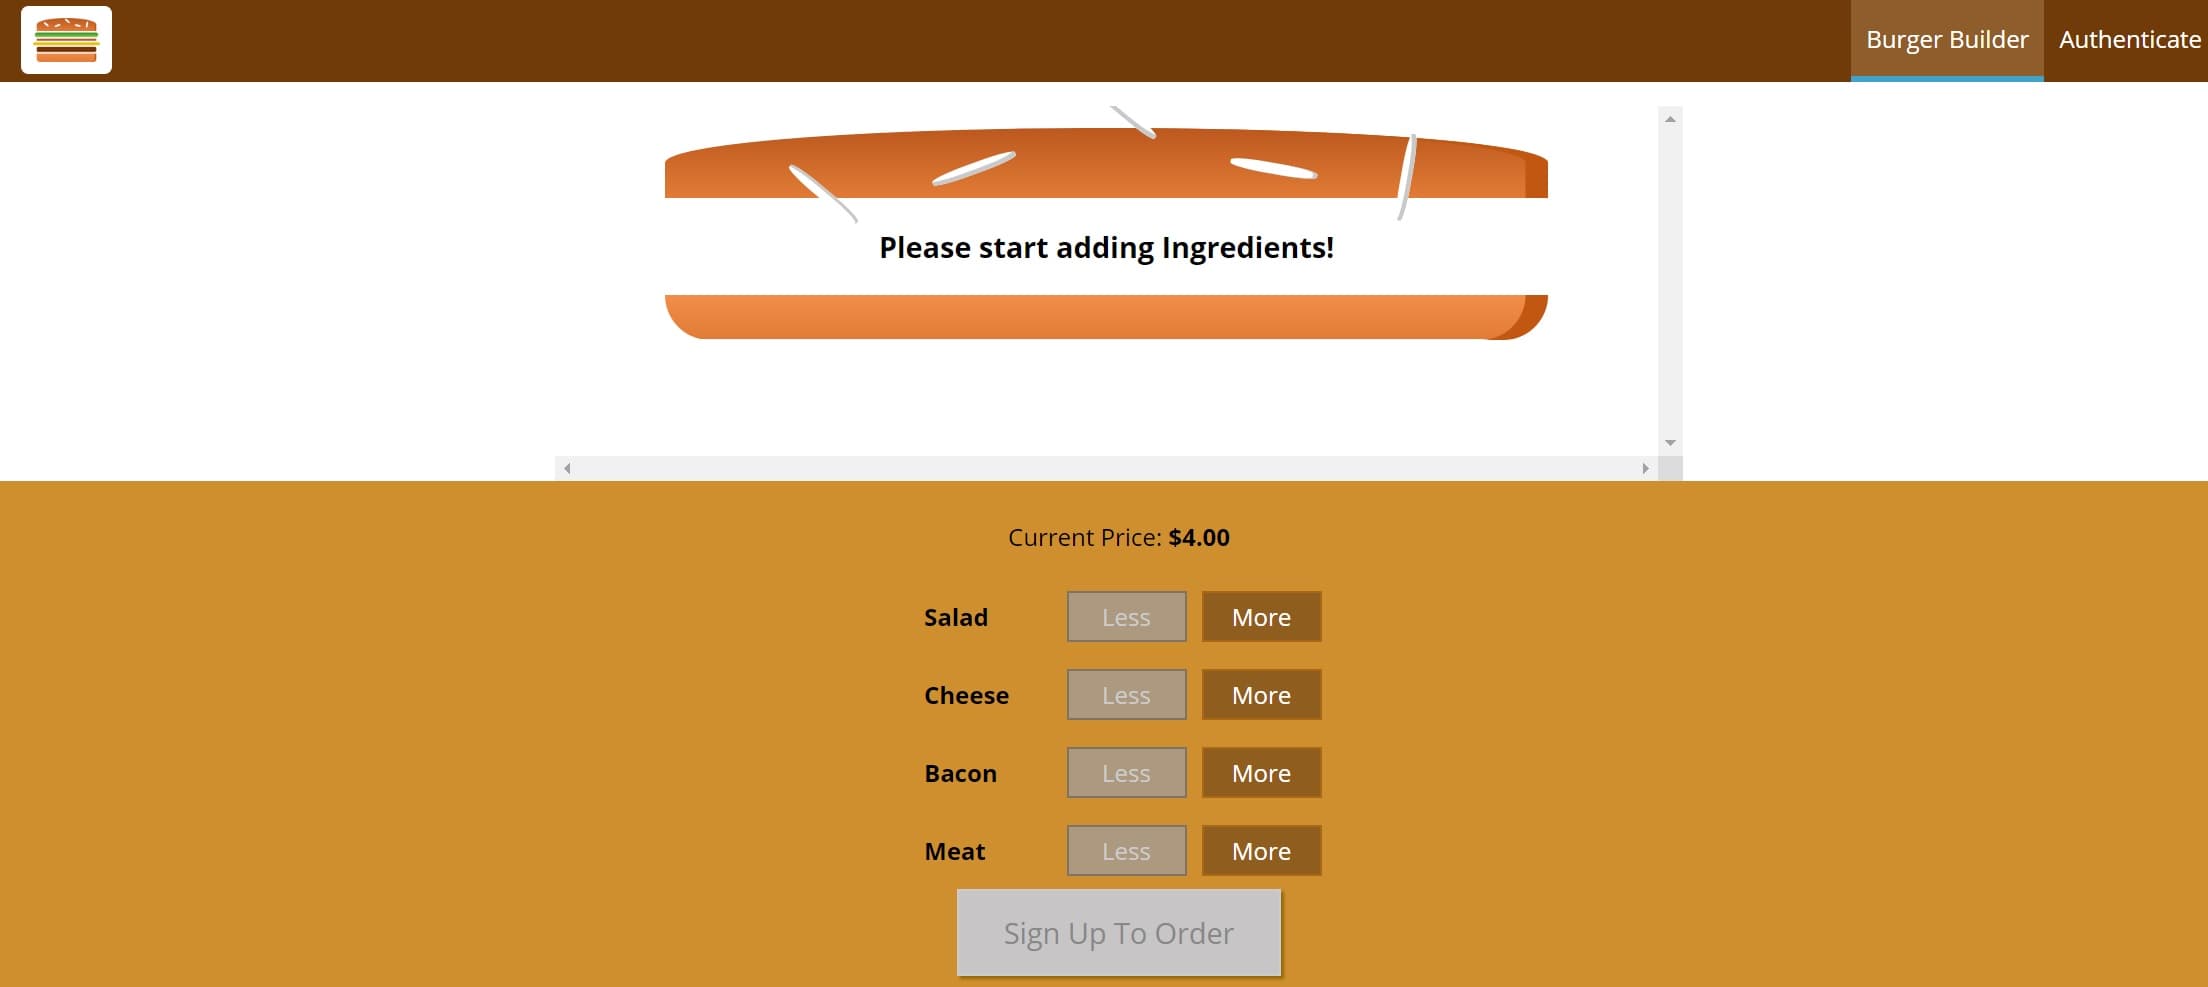 Burger Builder Authenticate
Please start adding Ingredients!
Current Price: $4.00
Salad Less More
Cheese Less More
Bacon Less More
Meat Less More
Sign Up To Order